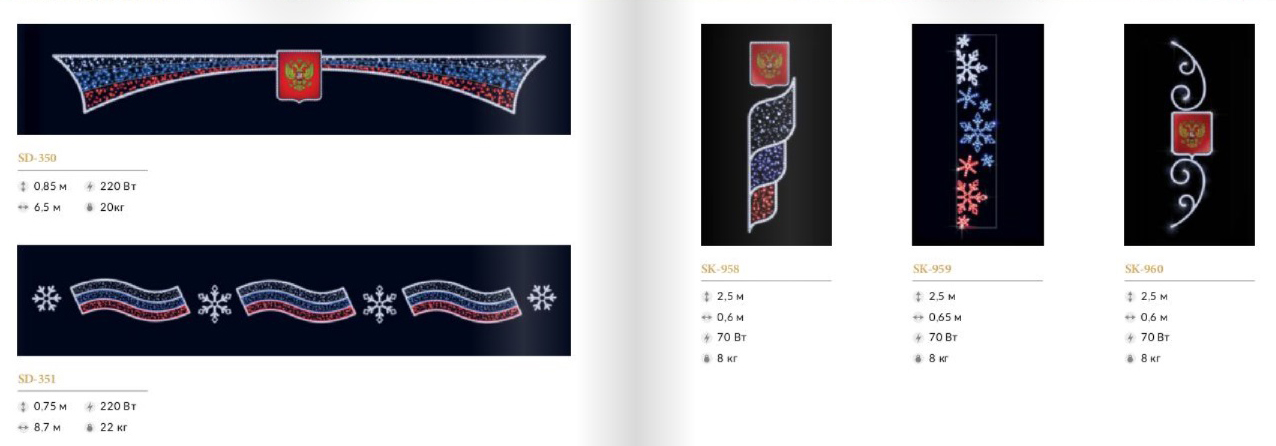 SD-350
0,85 м 220 Вт
6,5 м 20кг
SD-351
0,75 м 220 Вт
8,7 м 22 кг
SK-958
2,5 м
0,6 м
70 Вт
8 кг
SK-959
2,5 м
0,65 м
70 Вт
8 кг
SK-960
2,5 м
0,6 м
70 Вт
8 кг